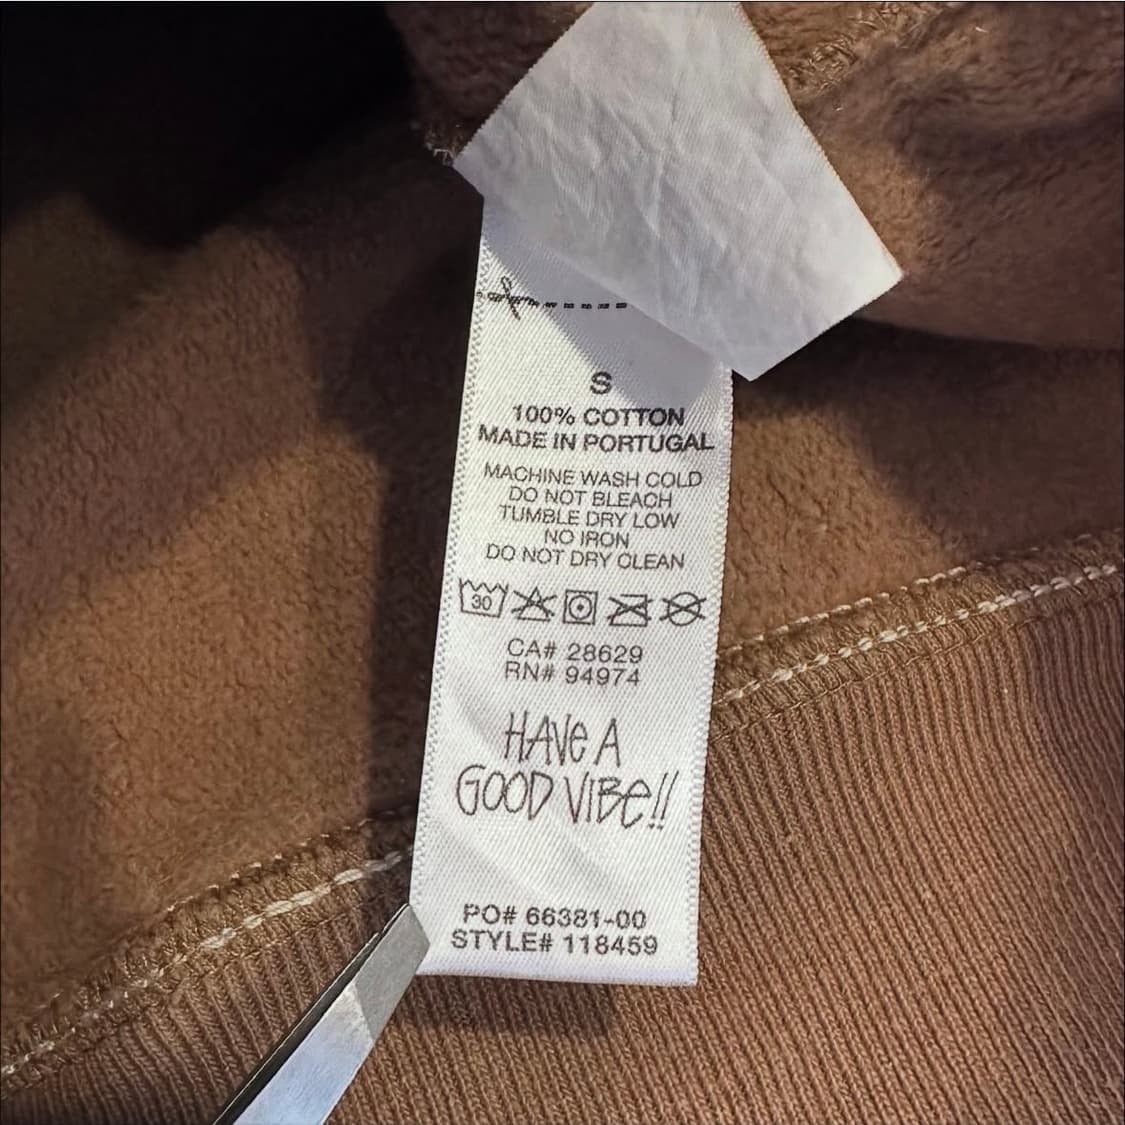 S
100% COTTON
MADE IN PORTUGAL
MACHINE WASH COLD
DO NOT BLEACH
TUMBLE DRY LOW
NO IRON
DO NOT DRY CLEAN
30
CA# 28629
RN# 94974
HAVe A
GOOD VIBe!!
PO# 66381-00
STYLE# 118459